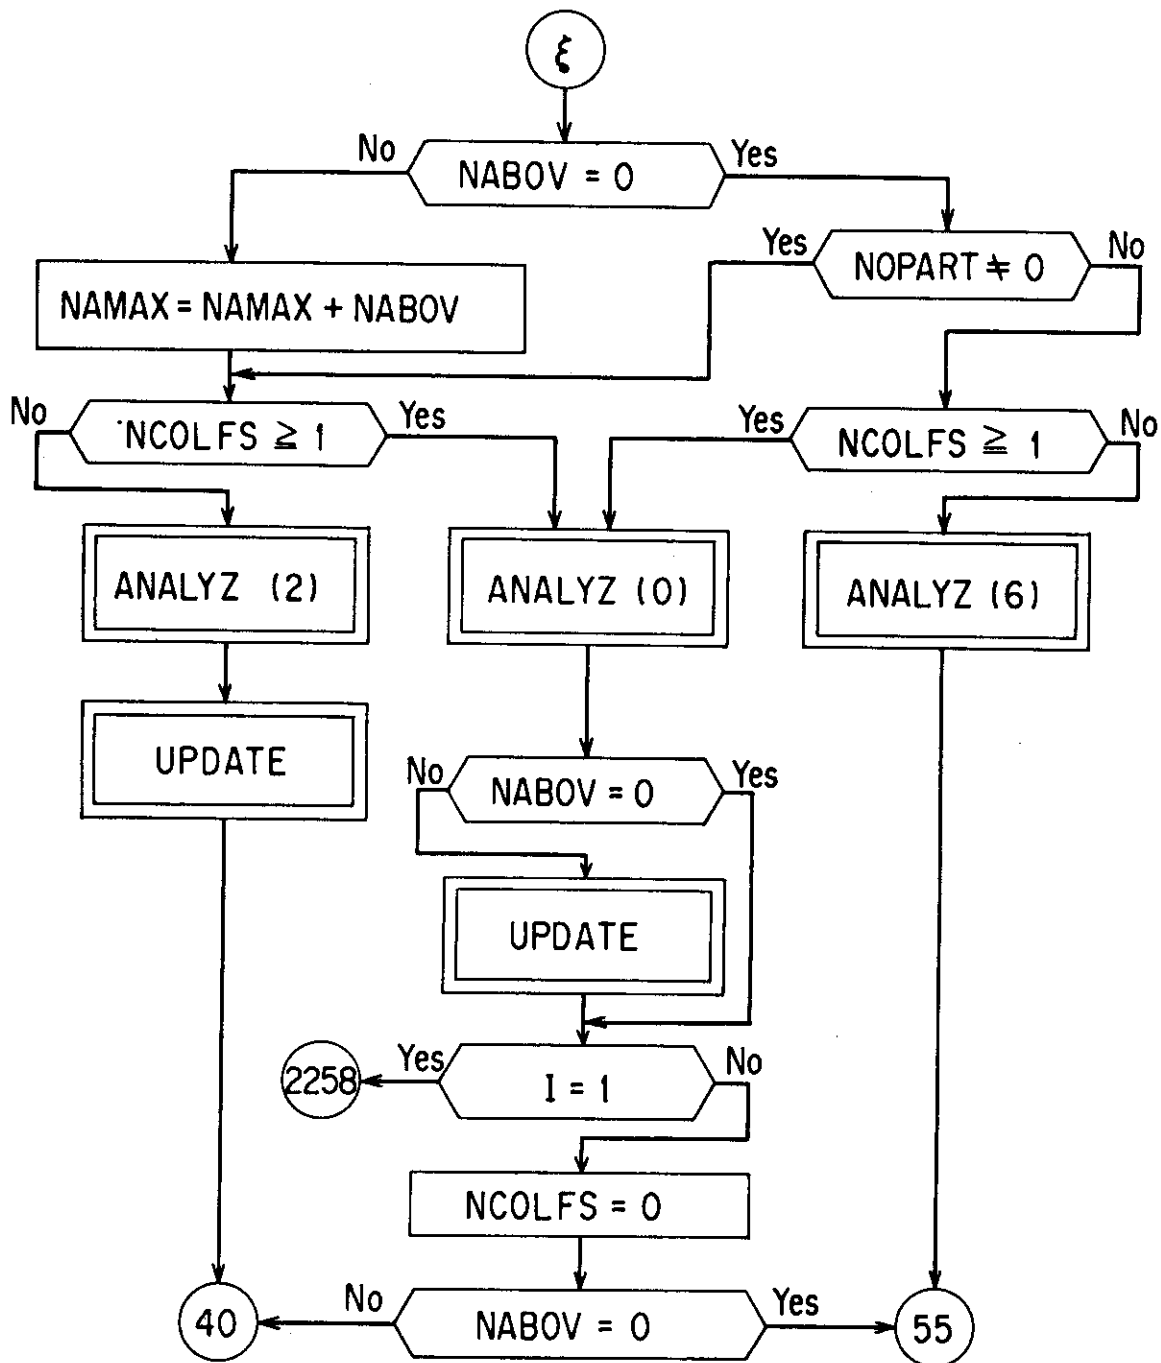 ξ
No
Yes
NABOV = 0
Yes
No
NOPART ≠ 0
NAMAX = NAMAX + NABOV
No
Yes
NCOLFS ≧ 1
Yes
No
NCOLFS ≧ 1
ANALYZ (2)
ANALYZ (0)
ANALYZ (6)
UPDATE
No
Yes
NABOV = 0
UPDATE
2258
Yes
No
I = 1
NCOLFS = 0
40
No
Yes
NABOV = 0
55